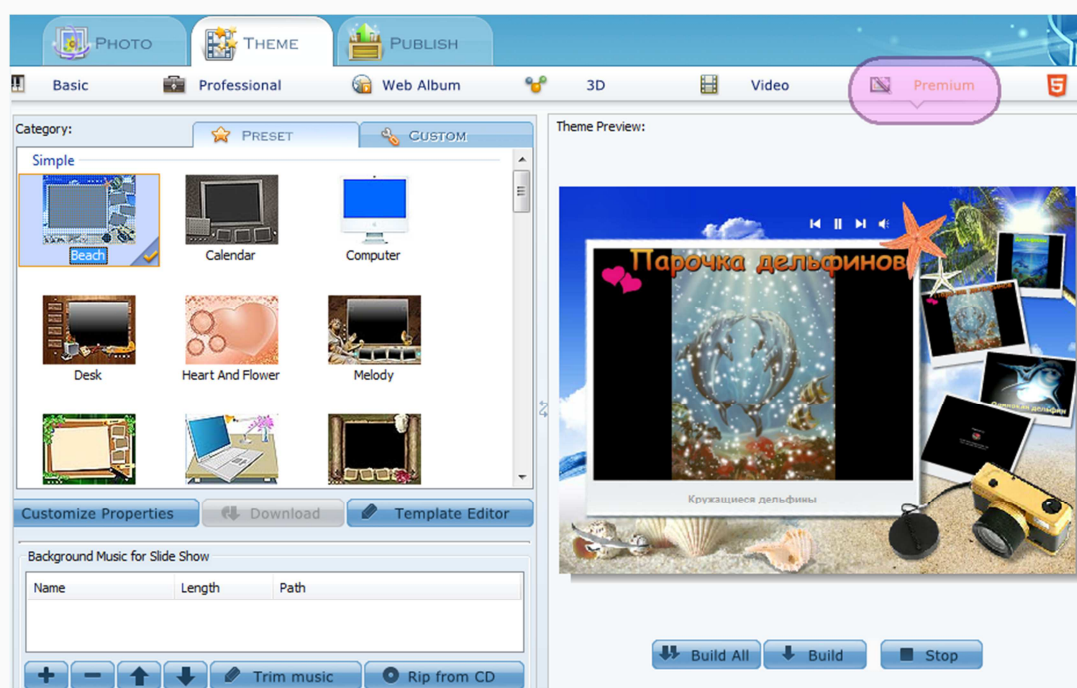 PHOTO
THEME
PUBLISH
Basic
Professional
Web Album
3D
Video
Premium
Category:
PRESET
CUSTOM
Simple
Beach
Calendar
Computer
Desk
Heart And Flower
Melody
Customize Properties
Download
Template Editor
Background Music for Slide Show
Name
Length
Path
Trim music
Rip from CD
Theme Preview:
Парочка дельфинов
Кружащиеся дельфины
Build All
Build
Stop